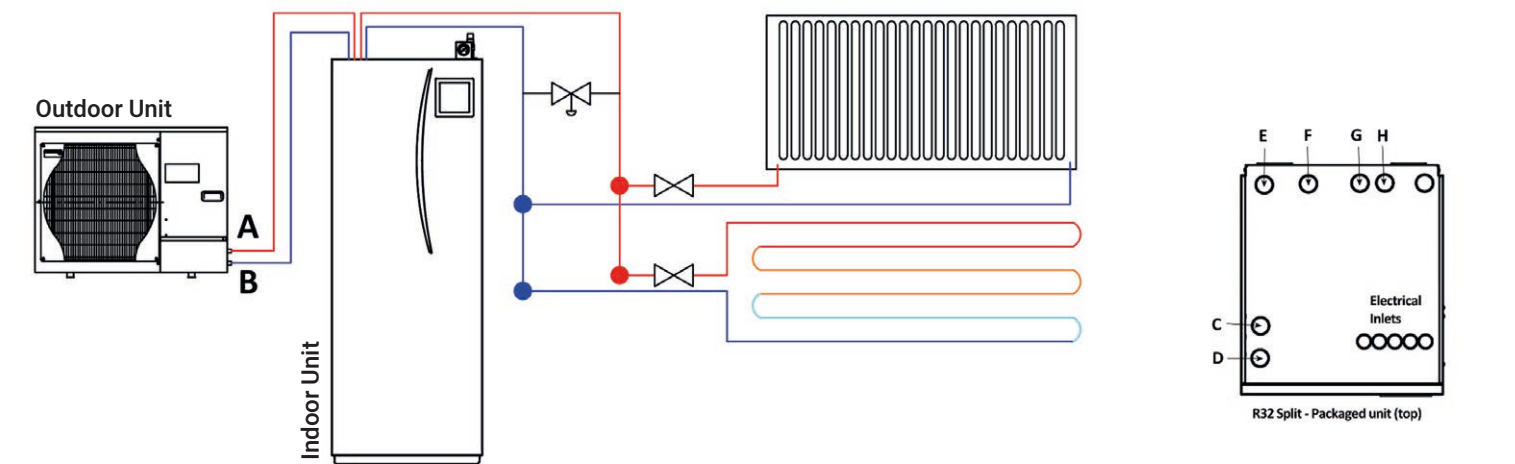 Outdoor Unit
A
B
Indoor Unit
E F G H
C
D
Electrical
Inlets
R32 Split - Packaged unit (top)